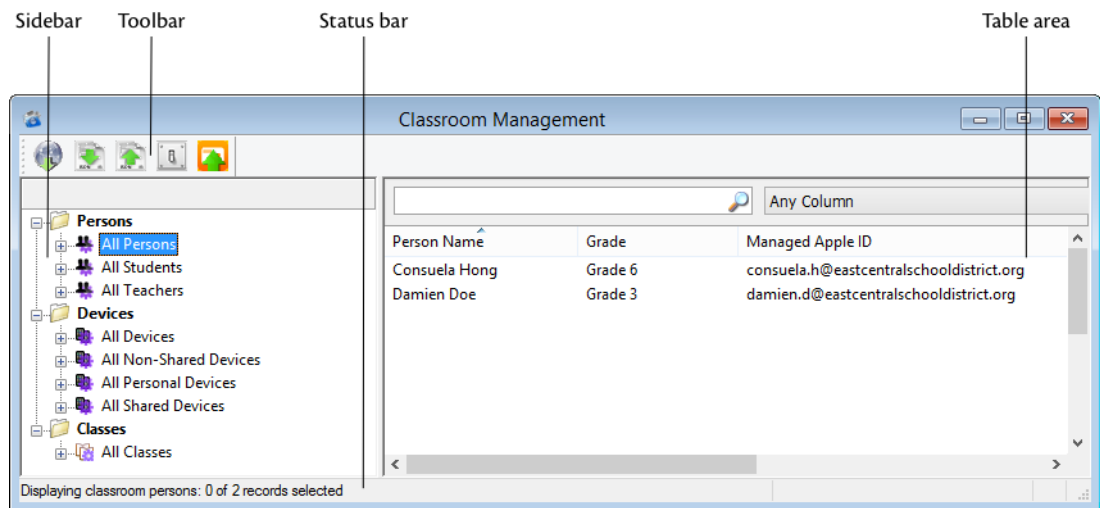 Sidebar Toolbar Status bar Table area
Classroom Management
Any Column
Persons
All Persons
All Students
All Teachers
Devices
All Devices
All Non-Shared Devices
All Personal Devices
All Shared Devices
Classes
All Classes
Person Name Grade Managed Apple ID
Consuela Hong Grade 6 consuela.h@eastcentralschooldistrict.org
Damien Doe Grade 3 damien.d@eastcentralschooldistrict.org
Displaying classroom persons: 0 of 2 records selected